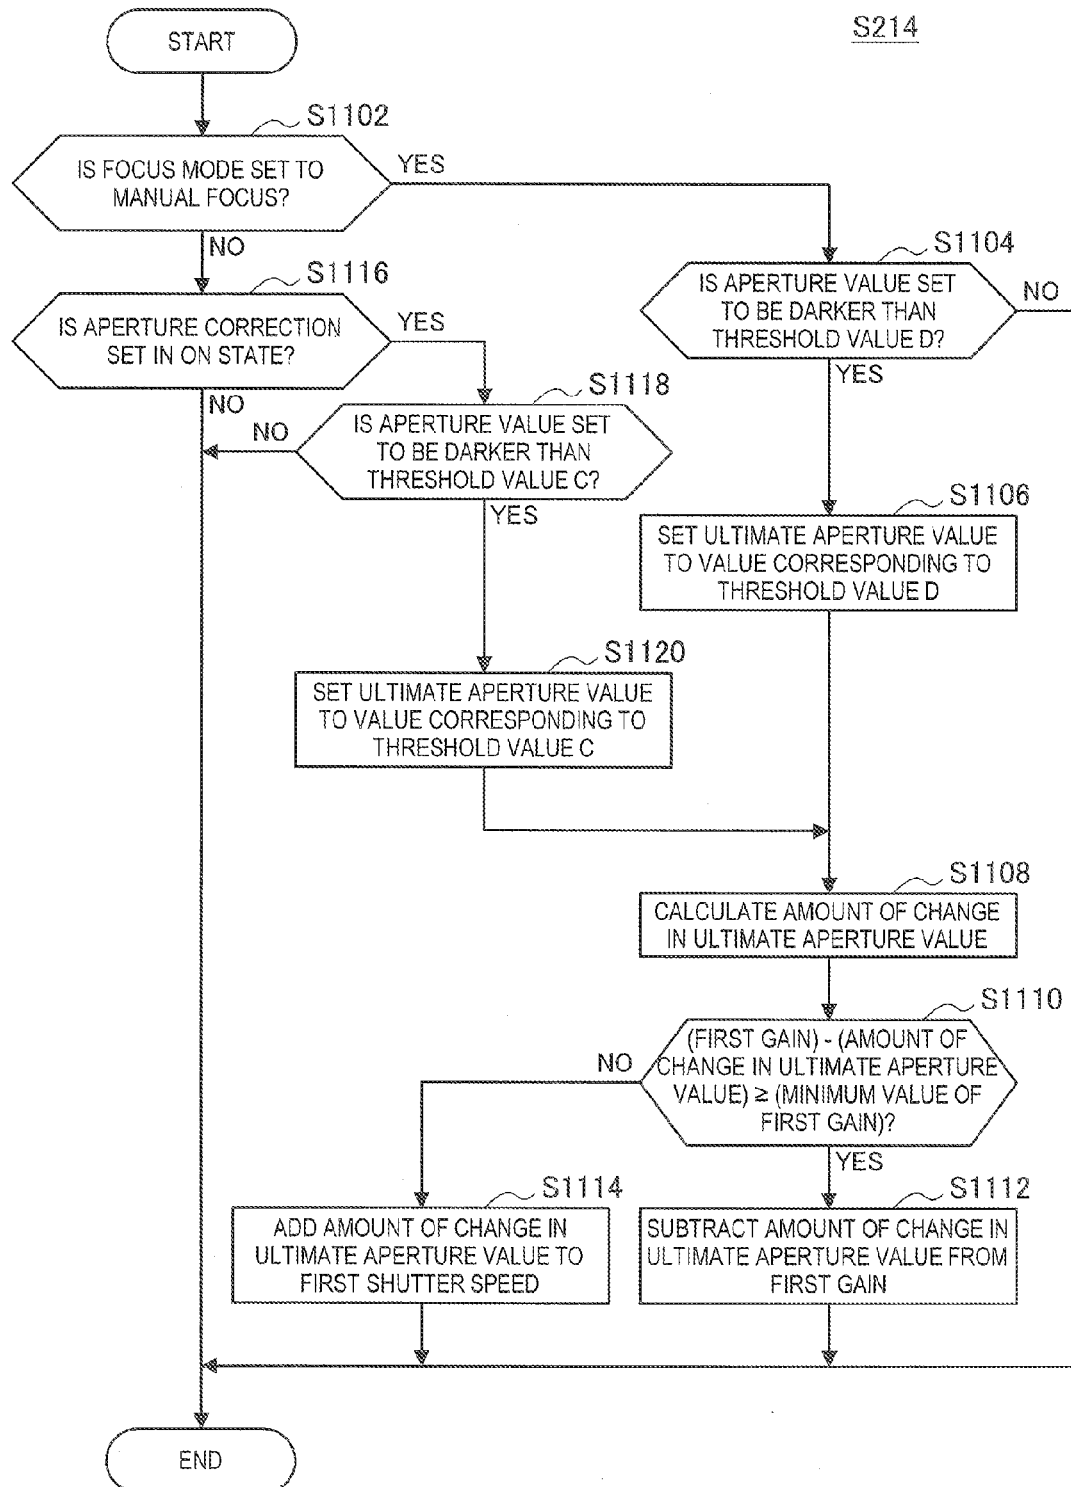 S214
START
S1102
IS FOCUS MODE SET TO
MANUAL FOCUS?
YES
NO
S1104
IS APERTURE VALUE SET
TO BE DARKER THAN
THRESHOLD VALUE D?
NO
YES
S1116
IS APERTURE CORRECTION
SET IN ON STATE?
YES
NO
S1118
IS APERTURE VALUE SET
TO BE DARKER THAN
THRESHOLD VALUE C?
NO
YES
S1106
SET ULTIMATE APERTURE VALUE
TO VALUE CORRESPONDING TO
THRESHOLD VALUE D
S1120
SET ULTIMATE APERTURE VALUE
TO VALUE CORRESPONDING TO
THRESHOLD VALUE C
S1108
CALCULATE AMOUNT OF CHANGE
IN ULTIMATE APERTURE VALUE
S1110
(FIRST GAIN) - (AMOUNT OF
CHANGE IN ULTIMATE APERTURE
VALUE) ≥ (MINIMUM VALUE OF
FIRST GAIN)?
NO
YES
S1114
ADD AMOUNT OF CHANGE IN
ULTIMATE APERTURE VALUE TO
FIRST SHUTTER SPEED
S1112
SUBTRACT AMOUNT OF CHANGE IN
ULTIMATE APERTURE VALUE FROM
FIRST GAIN
END